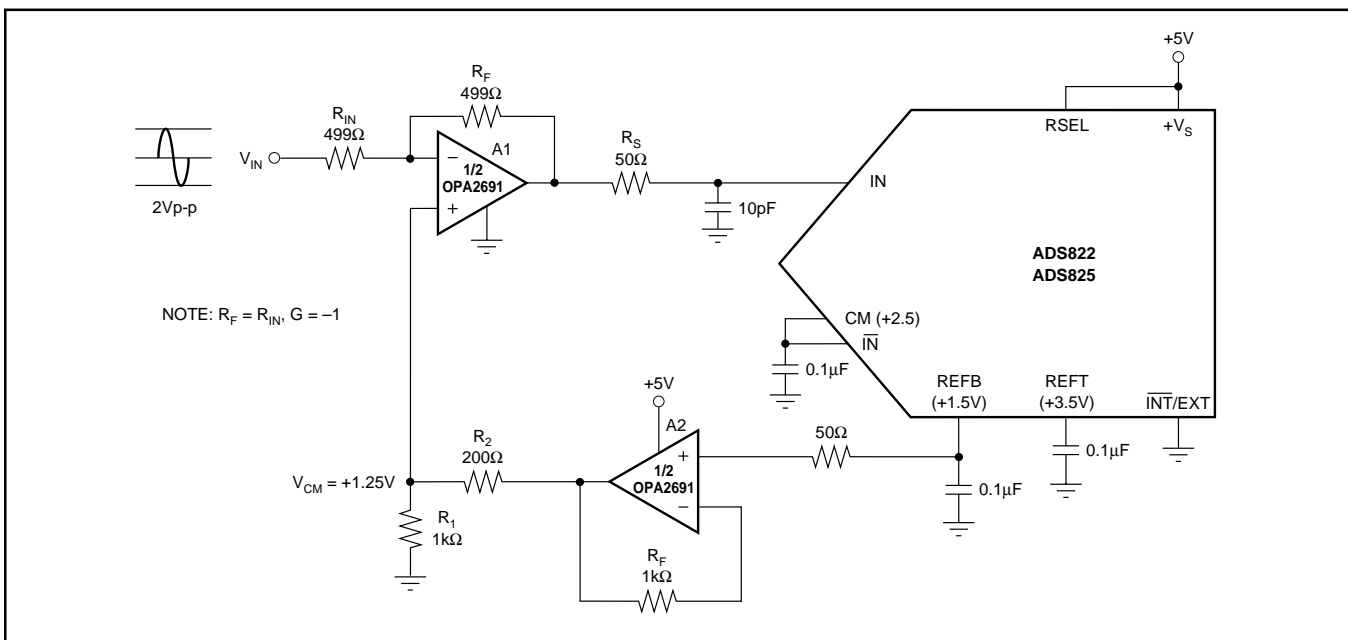 +5V
R_F
499Ω
R_IN
499Ω
RSEL
+V_S
V_IN
A1
R_S
50Ω
–
1/2
OPA2691
+
IN
2Vp-p
10pF
ADS822
ADS825
NOTE: R_F = R_IN, G = –1
CM (+2.5)
I̅N̅
0.1µF
+5V
REFB
(+1.5V)
REFT
(+3.5V)
I̅N̅T̅/EXT
A2
R_2
200Ω
50Ω
+
1/2
OPA2691
–
0.1µF
V_CM = +1.25V
0.1µF
R_1
1kΩ
R_F
1kΩ